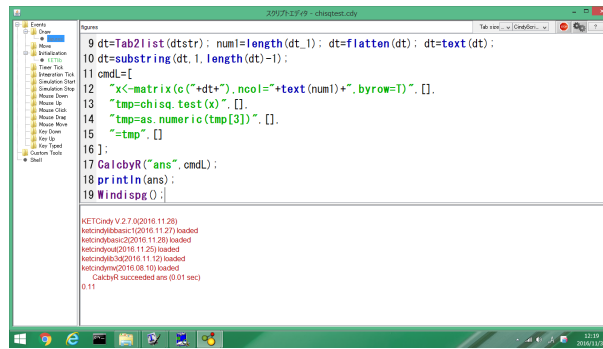 スクリプトエディタ - chisqtest.cdy
figures
Tab size...
CindyScri...
?
Events
Draw
Move
Initialization
KETlib
Timer Tick
Integration Tick
Simulation Start
Simulation Stop
Mouse Down
Mouse Up
Mouse Click
Mouse Drag
Mouse Move
Key Down
Key Up
Key Typed
Custom Tools
Shell
9 dt=Tab2list(dtstr); num1=length(dt_1); dt=flatten(dt); dt=text(dt);
10 dt=substring(dt,1,length(dt)-1);
11 cmdL=[
12 "x<-matrix(c("+dt+"),ncol="+text(num1)+",byrow=T)",[],
13 "tmp=chisq.test(x)",[],
14 "tmp=as.numeric(tmp[3])",[],
15 "=tmp",[]
16 ];
17 CalcbyR("ans",cmdL);
18 println(ans);
19 Windispg();
KETCindy V.2.7.0(2016.11.28)
ketcindylibbasic1(2016.11.27) loaded
ketcindybasic2(2016.11.28) loaded
ketcindyout(2016.11.25) loaded
ketcindylib3d(2016.11.12) loaded
ketcindymv(2016.08.10) loaded
CalcbyR succeeded ans (0.01 sec)
0.11
12:19